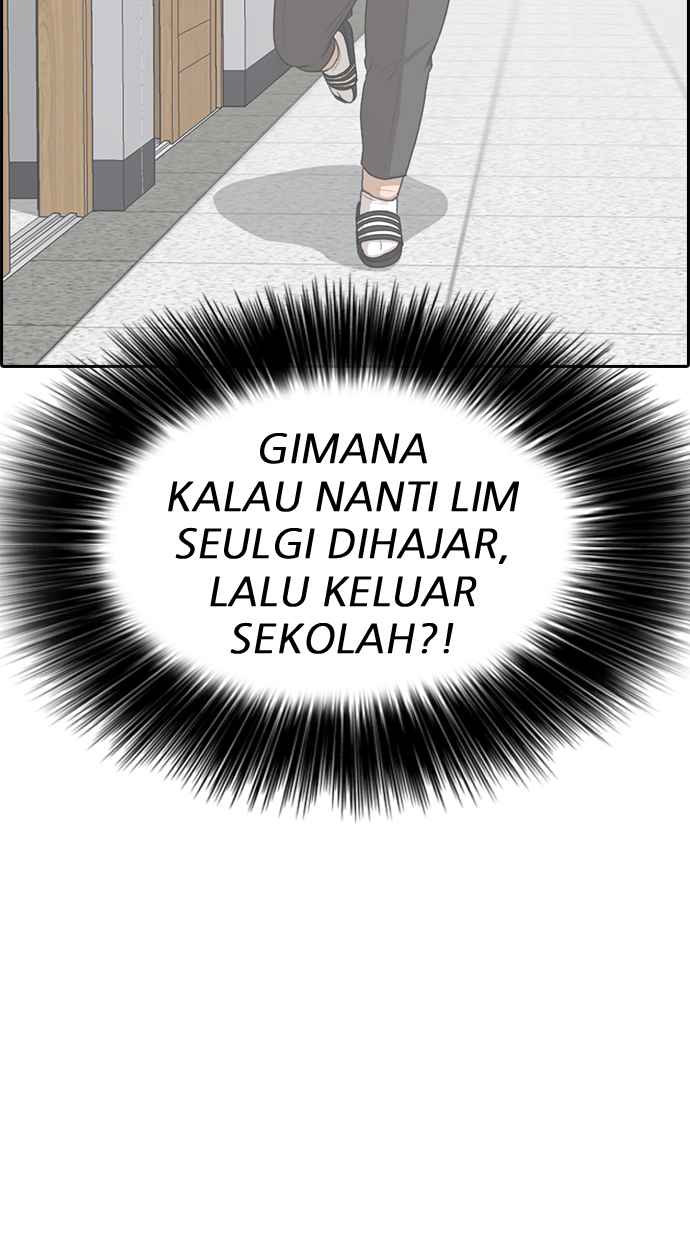 GIMANA
KALAU NANTI LIM
SEULGI DIHAJAR,
LALU KELUAR
SEKOLAH?!